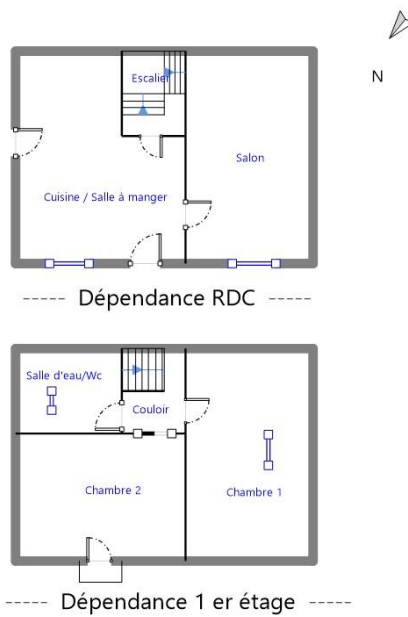 N
Escalier
Salon
Cuisine / Salle à manger
----- Dépendance RDC -----
Salle d'eau/Wc
Couloir
Chambre 2
Chambre 1
----- Dépendance 1 er étage -----